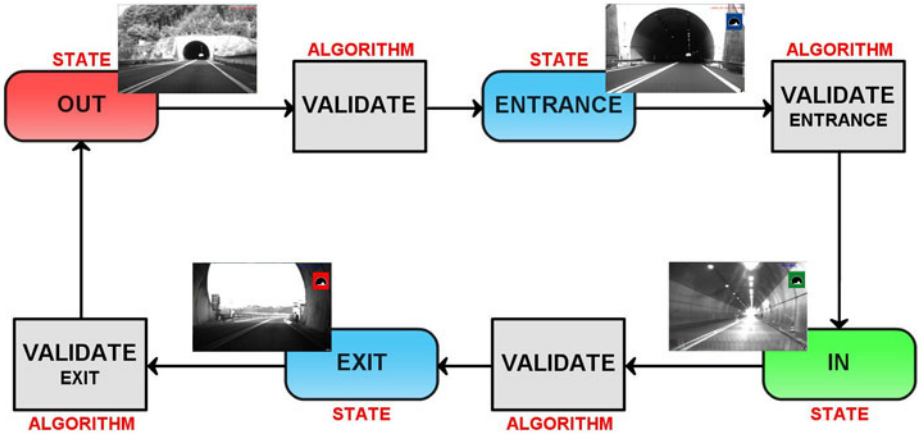 STATE
OUT
ALGORITHM
VALIDATE
STATE
ENTRANCE
ALGORITHM
VALIDATE
ENTRANCE
VALIDATE
EXIT
ALGORITHM
EXIT
STATE
VALIDATE
ALGORITHM
IN
STATE